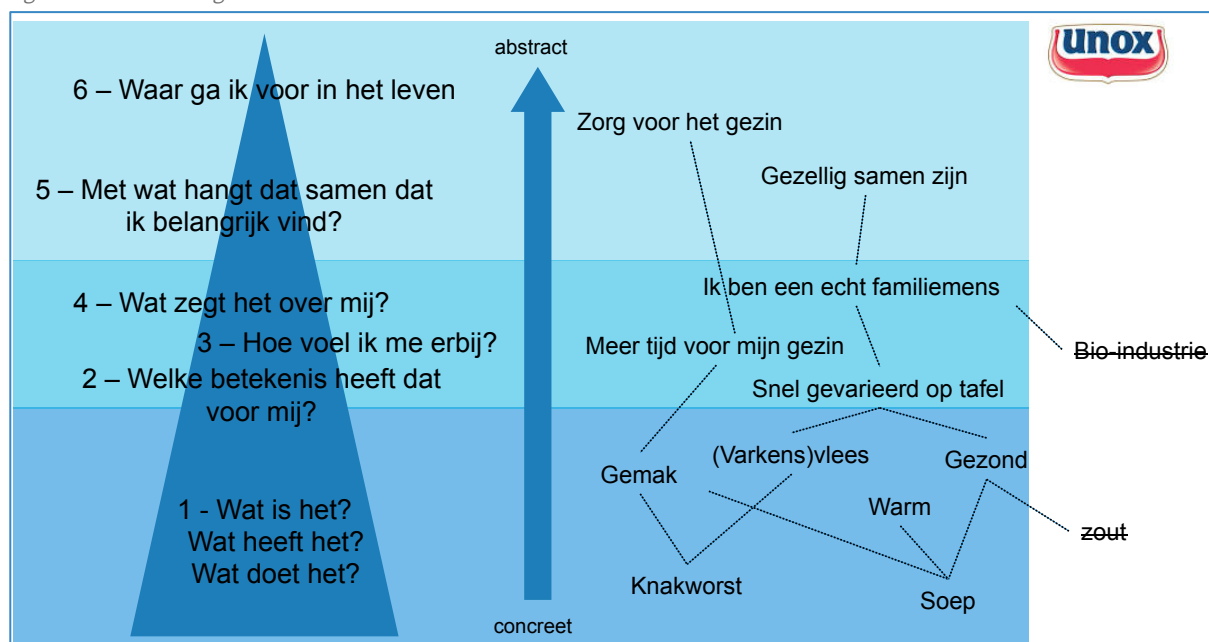 abstract
unox
6 – Waar ga ik voor in het leven
Zorg voor het gezin
Gezellig samen zijn
5 – Met wat hangt dat samen dat
ik belangrijk vind?
Ik ben een echt familiemens
4 – Wat zegt het over mij?
3 – Hoe voel ik me erbij?
Meer tijd voor mijn gezin
Bio-industrie
2 – Welke betekenis heeft dat
voor mij?
Snel gevarieerd op tafel
(Varkens)vlees
Gezond
Gemak
1 - Wat is het?
Wat heeft het?
Wat doet het?
Warm
zout
Knakworst
Soep
concreet